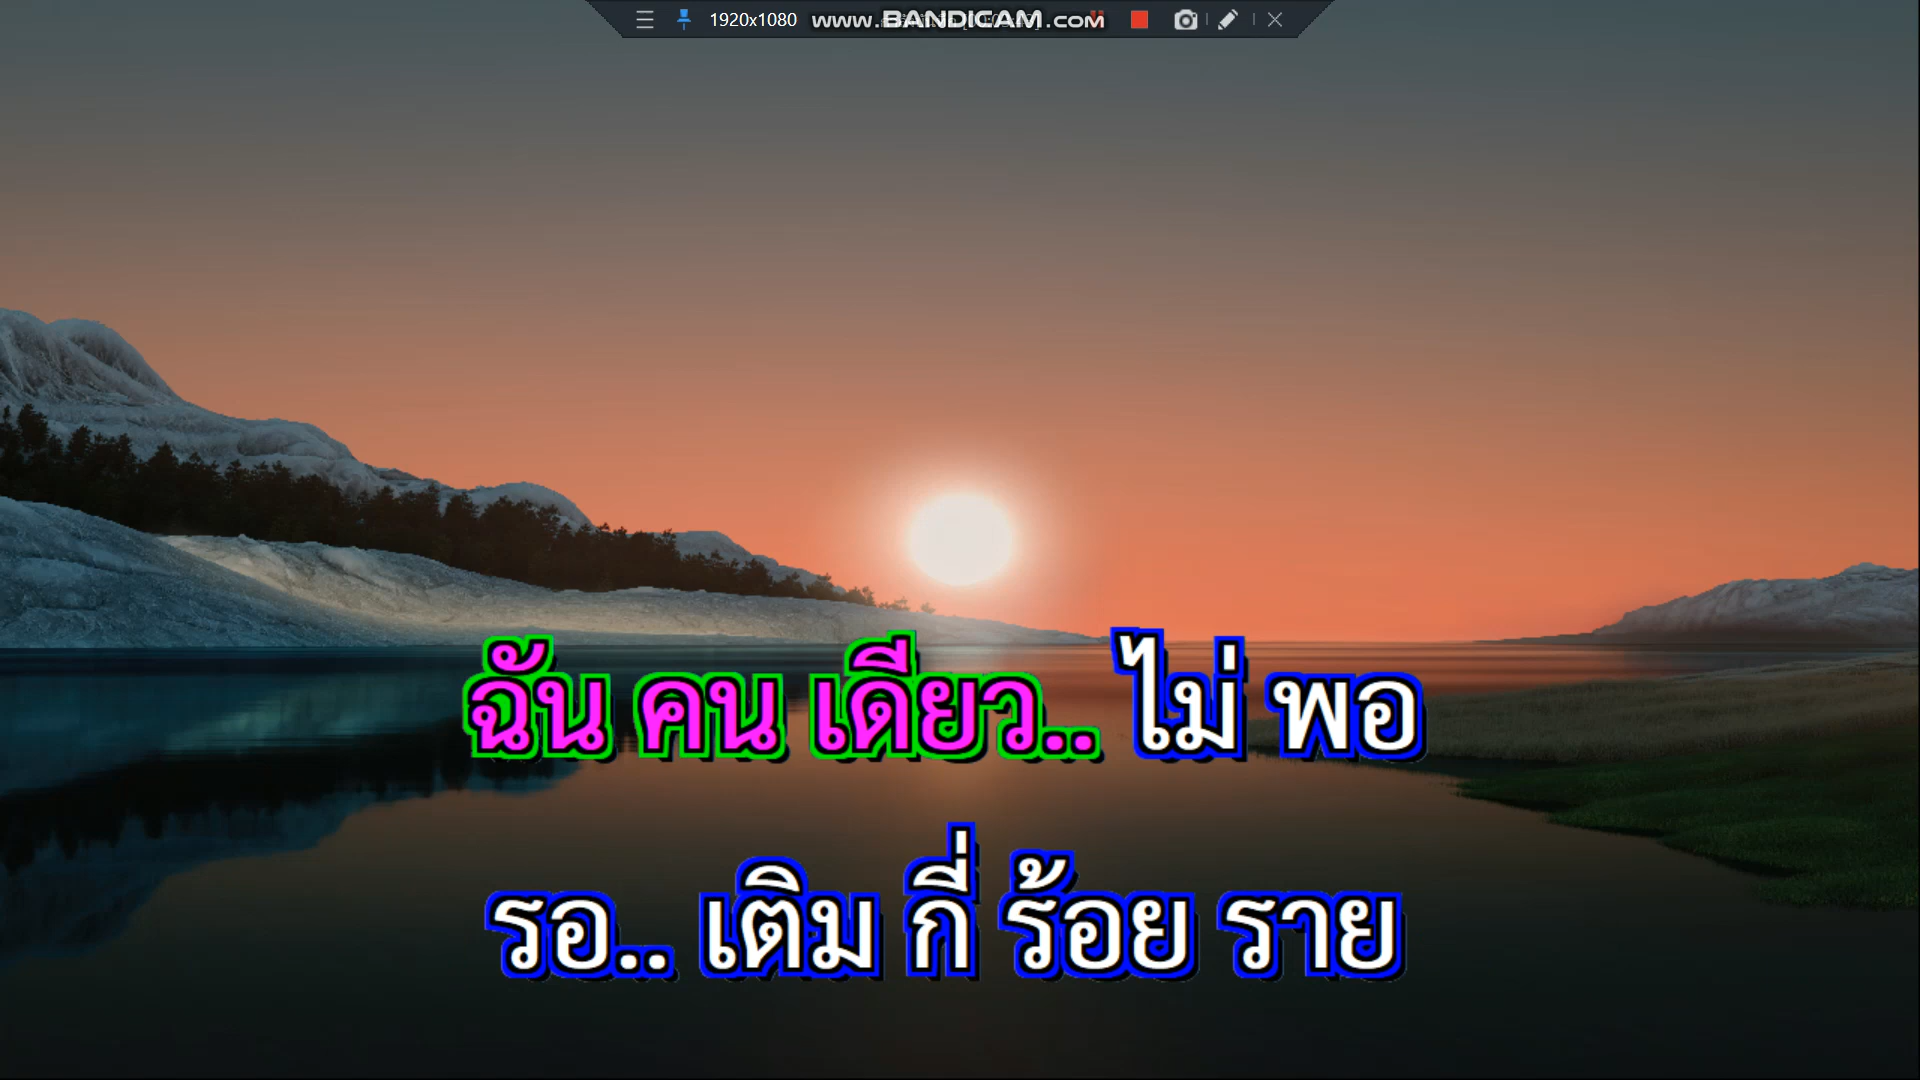 1920x1080 www.BANDICAM.COM
ฉัน คน เดียว.. ไม่ พอ
รอ.. เติม กี่ ร้อย ราย